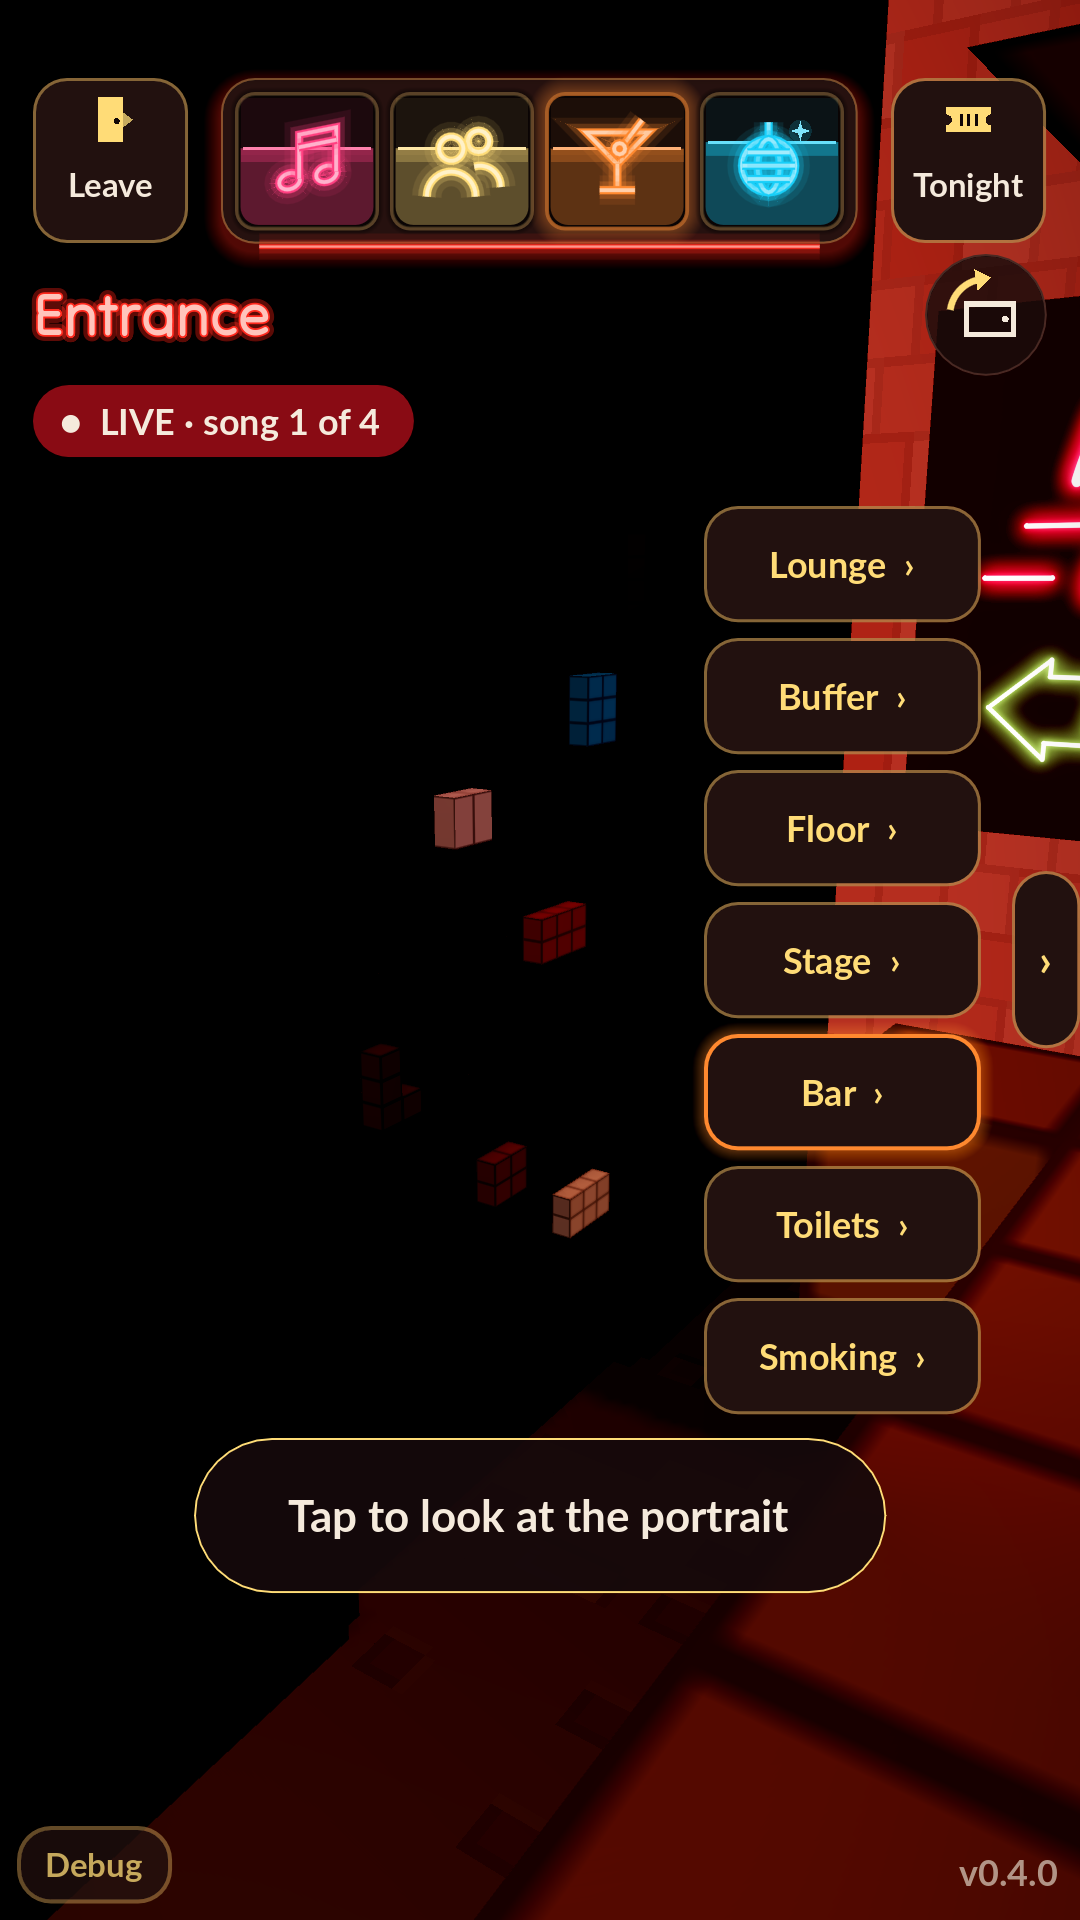 Leave
Tonight
Entrance
LIVE · song 1 of 4
Lounge ›
Buffer ›
Floor ›
Stage ›
›
Bar ›
Toilets ›
Smoking ›
Tap to look at the portrait
Debug
v0.4.0